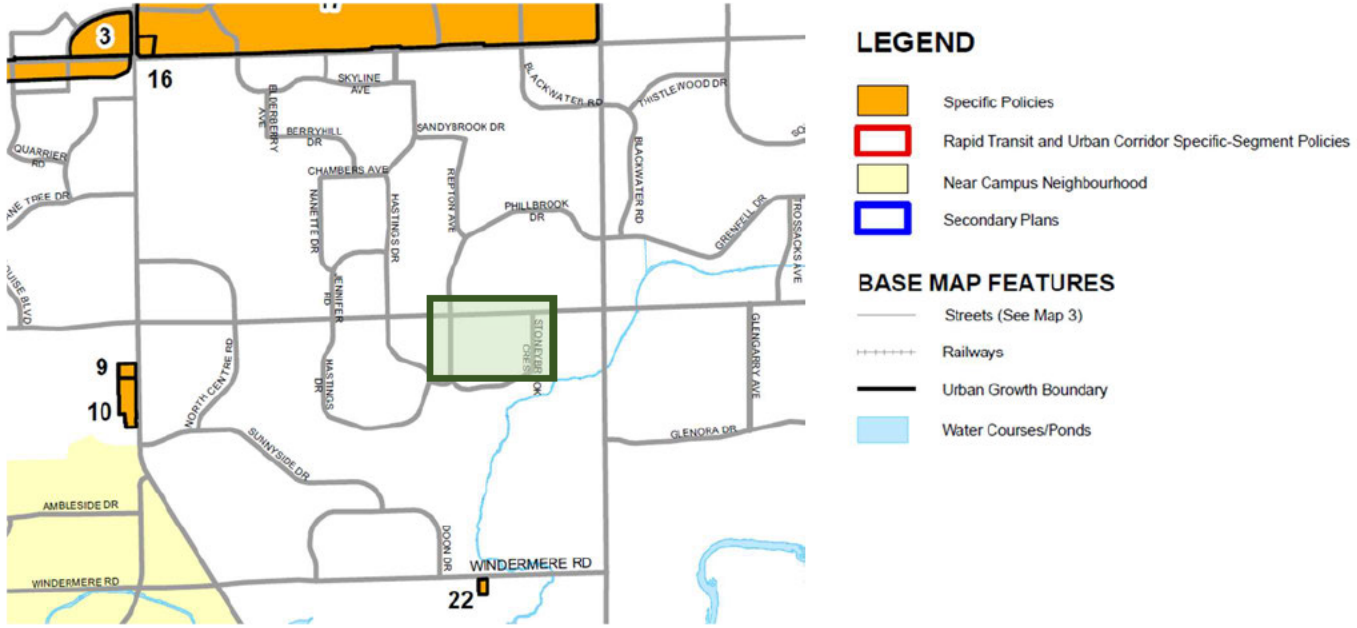 3
16
SKYLINE
AVE
ELDERBERRY
AVE
BERRYHILL
DR
CHAMBERS AVE
SANDYBROOK DR
BLACKWATER RD
THISTLEWOOD DR
QUARRIER
RD
ANE TREE DR
NANETTE DR
HASTINGS DR
REPTON AVE
PHILLBROOK
DR
BLACKWATER RD
GRENFELL DR
TROSSACKS AVE
JENNIFER
RD
STONEYBROOK
CRES
GLENGARRY AVE
9
10
NORTH CENTRE RD
HASTINGS
DR
GLENORA DR
SUNNYSIDE DR
AMBLESIDE DR
DOON DR
WINDERMERE RD
WINDERMERE RD
22
LEGEND
Specific Policies
Rapid Transit and Urban Corridor Specific-Segment Policies
Near Campus Neighbourhood
Secondary Plans
BASE MAP FEATURES
Streets (See Map 3)
Railways
Urban Growth Boundary
Water Courses/Ponds